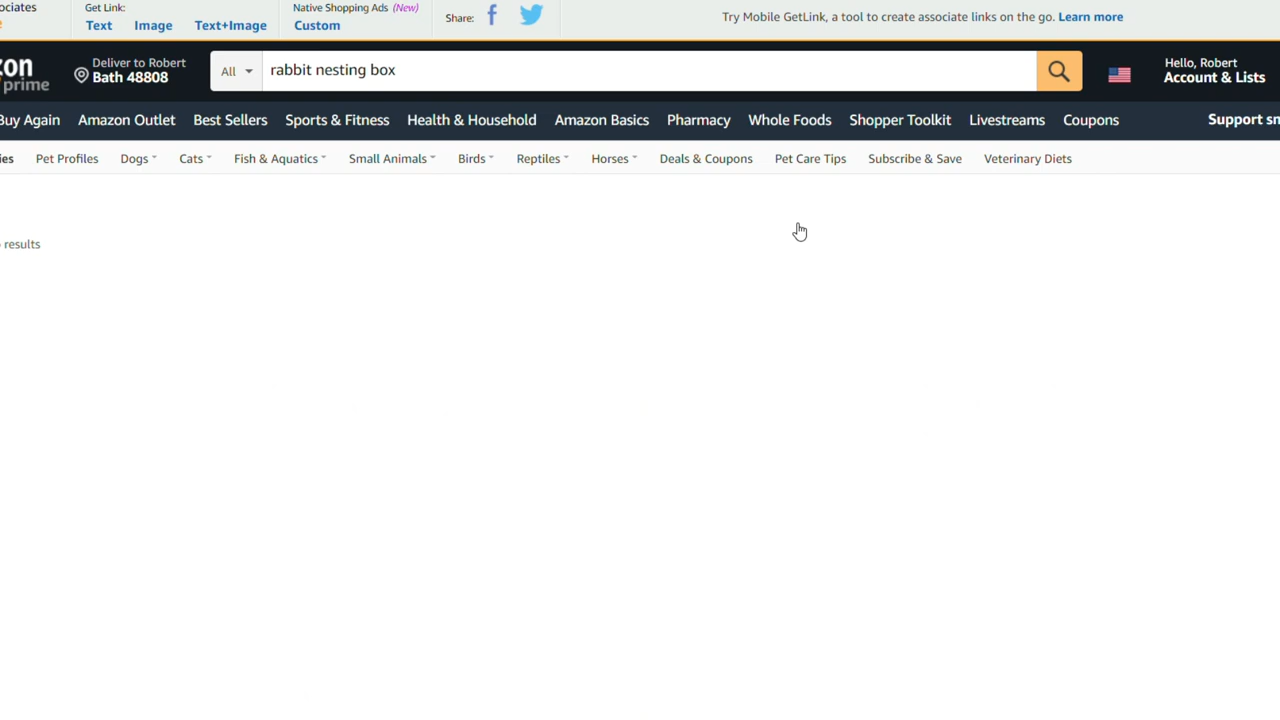 ociates
Get Link:
Native Shopping Ads (New)
Text Image Text+Image
Custom
Share:
Try Mobile GetLink, a tool to create associate links on the go. Learn more
zon
prime
Deliver to Robert
Bath 48808
All
rabbit nesting box
Hello, Robert
Account & Lists
Buy Again Amazon Outlet Best Sellers Sports & Fitness Health & Household Amazon Basics Pharmacy Whole Foods Shopper Toolkit Livestreams Coupons Support sm
ies Pet Profiles Dogs Cats Fish & Aquatics Small Animals Birds Reptiles Horses Deals & Coupons Pet Care Tips Subscribe & Save Veterinary Diets
results